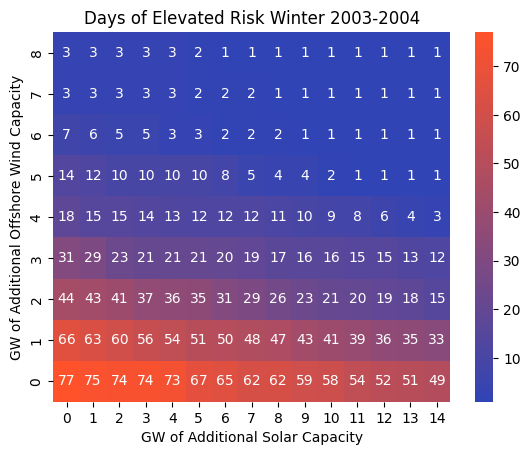 Days of Elevated Risk Winter 2003-2004
GW of Additional Offshore Wind Capacity
8 3 3 3 3 3 2 1 1 1 1 1 1 1 1 1
7 3 3 3 3 3 2 2 2 1 1 1 1 1 1 1
6 7 6 5 5 3 3 2 2 2 1 1 1 1 1 1
5 14 12 10 10 10 10 8 5 4 4 2 1 1 1 1
4 18 15 15 14 13 12 12 12 11 10 9 8 6 4 3
3 31 29 23 21 21 21 20 19 17 16 16 15 15 13 12
2 44 43 41 37 36 35 31 29 26 23 21 20 19 18 15
1 66 63 60 56 54 51 50 48 47 43 41 39 36 35 33
0 77 75 74 74 73 67 65 62 62 59 58 54 52 51 49
0 1 2 3 4 5 6 7 8 9 10 11 12 13 14
GW of Additional Solar Capacity
70
60
50
40
30
20
10